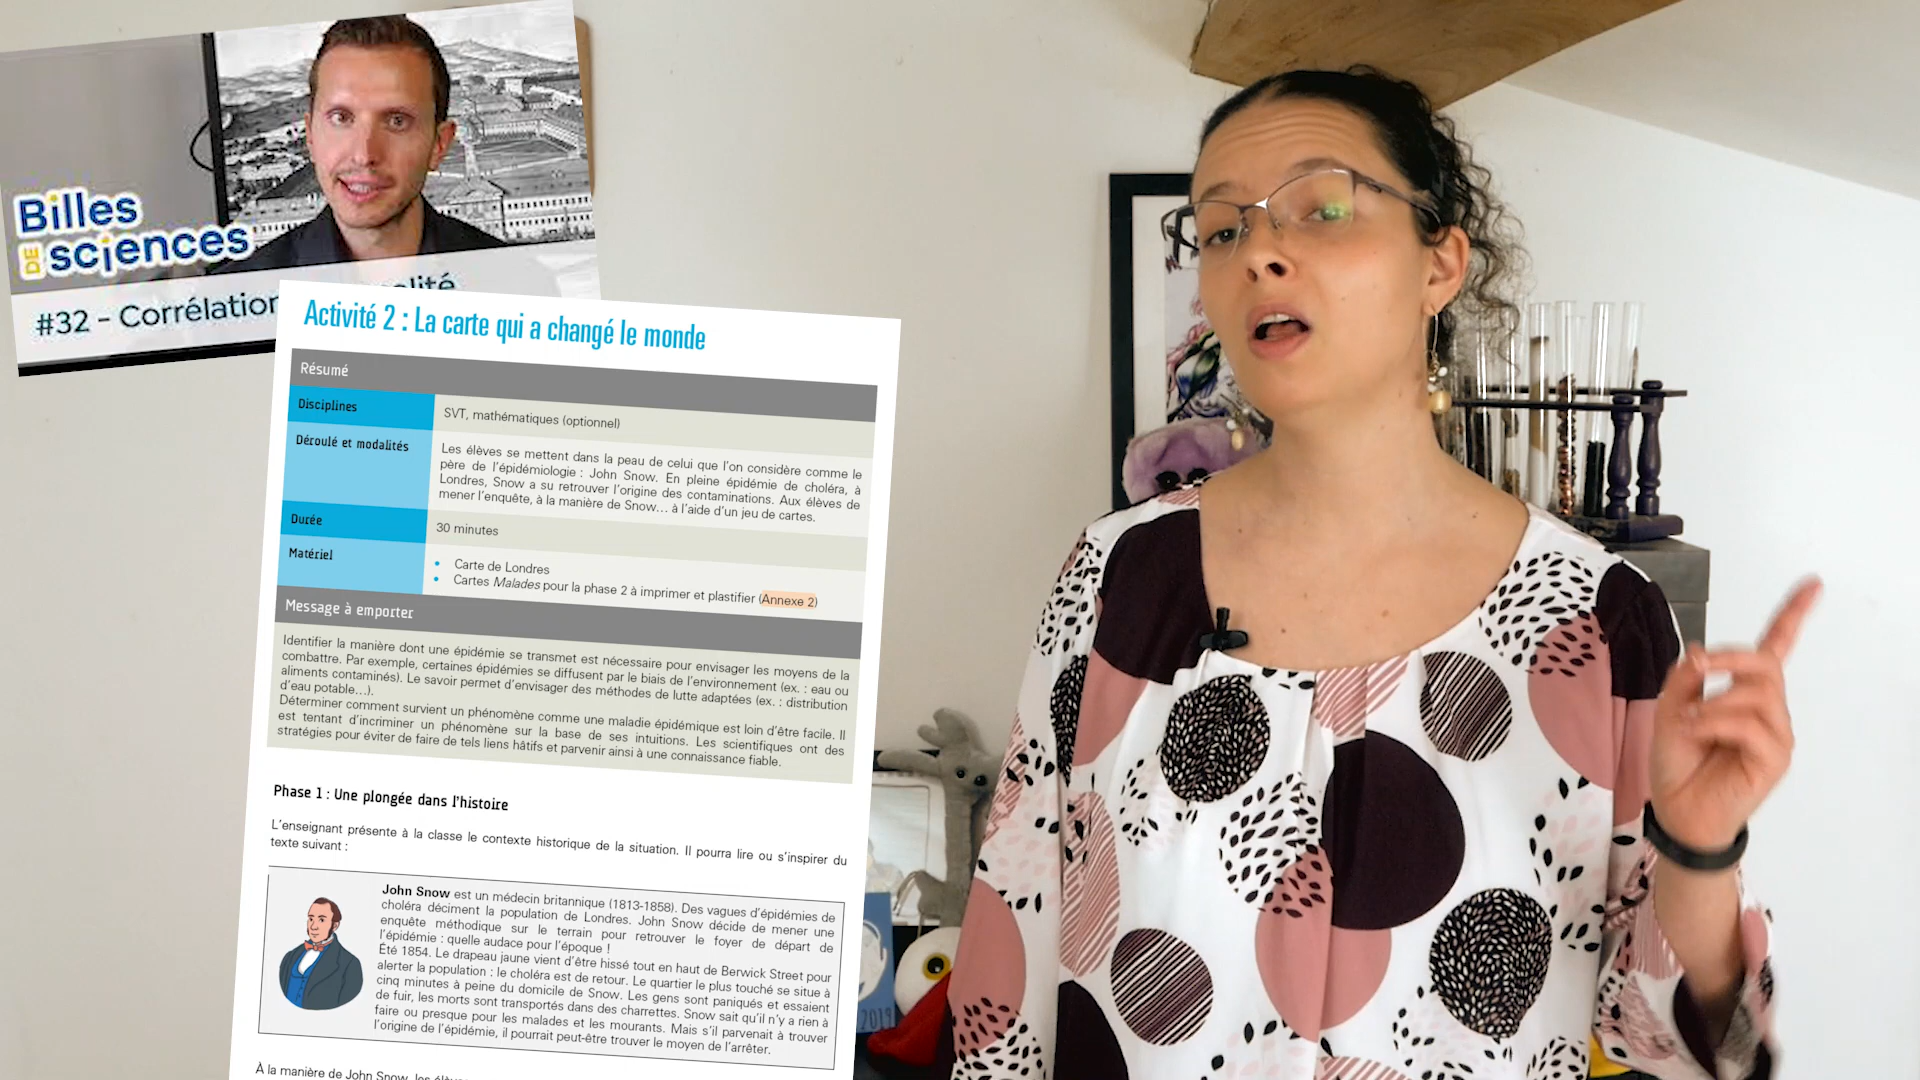 Billes
DE
sciences
#32 - Corrélation
Activité 2 : La carte qui a changé le monde
Résumé
Disciplines
SVT, mathématiques (optionnel)
Déroulé et modalités
Les élèves se mettent dans la peau de celui que l'on considère comme le
père de l'épidémiologie : John Snow. En pleine épidémie de choléra, à
Londres, Snow a su retrouver l'origine des contaminations. Aux élèves de
mener l'enquête, à la manière de Snow... à l'aide d'un jeu de cartes.
Durée
30 minutes
Matériel
• Carte de Londres
• Cartes Malades pour la phase 2 à imprimer et plastifier (Annexe 2)
Message à emporter
Identifier la manière dont une épidémie se transmet est nécessaire pour envisager les moyens de la
combattre. Par exemple, certaines épidémies se diffusent par le biais de l'environnement (ex. : eau ou
aliments contaminés). Le savoir permet d'envisager des méthodes de lutte adaptées (ex. : distribution
d'eau potable...).
Déterminer comment survient un phénomène comme une maladie épidémique est loin d'être facile. Il
est tentant d'incriminer un phénomène sur la base de ses intuitions. Les scientifiques ont des
stratégies pour éviter de faire de tels liens hâtifs et parvenir ainsi à une connaissance fiable.
Phase 1 : Une plongée dans l'histoire
L'enseignant présente à la classe le contexte historique de la situation. Il pourra lire ou s'inspirer du
texte suivant :
John Snow est un médecin britannique (1813-1858). Des vagues d'épidémies de
choléra déciment la population de Londres. John Snow décide de mener une
enquête méthodique sur le terrain pour retrouver le foyer de départ de
l'épidémie : quelle audace pour l'époque !
Été 1854. Le drapeau jaune vient d'être hissé tout en haut de Berwick Street pour
alerter la population : le choléra est de retour. Le quartier le plus touché se situe à
cinq minutes à peine du domicile de Snow. Les gens sont paniqués et essaient
de fuir, les morts sont transportés dans des charrettes. Snow sait qu'il n'y a rien à
faire ou presque pour les malades et les mourants. Mais s'il parvenait à trouver
l'origine de l'épidémie, il pourrait peut-être trouver le moyen de l'arrêter.
À la manière de John Snow, les
2019